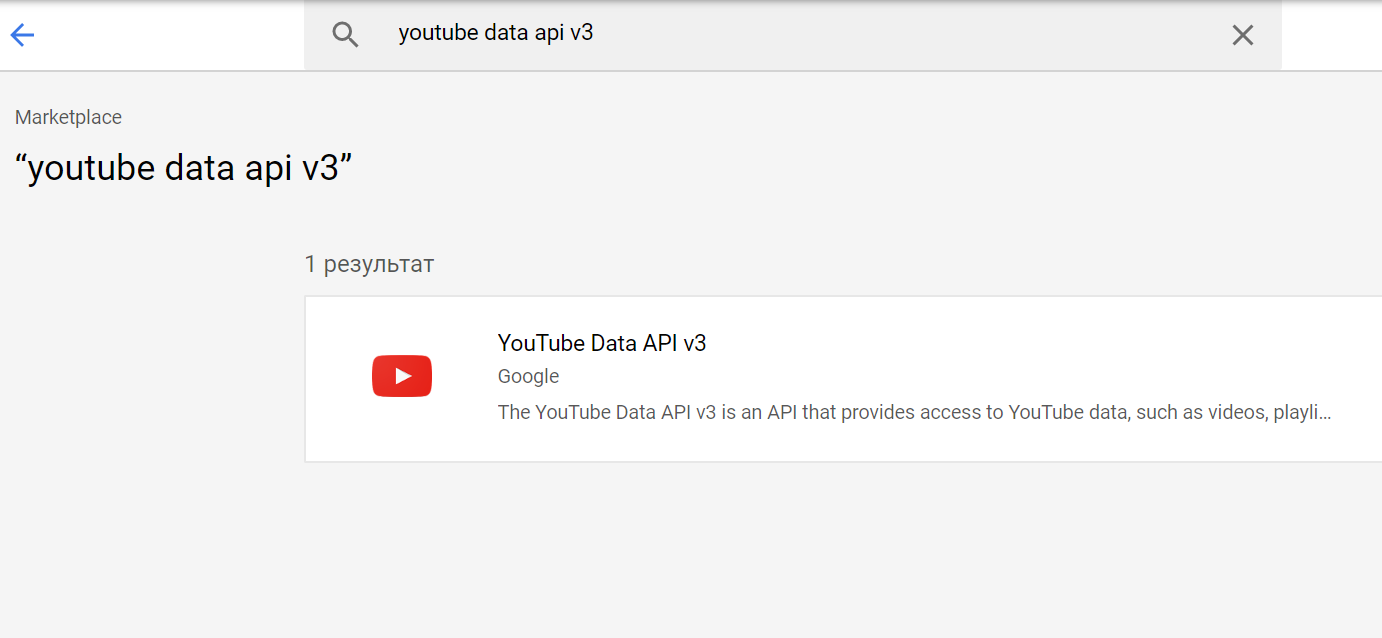 youtube data api v3
Marketplace
“youtube data api v3”
1 результат
YouTube Data API v3
Google
The YouTube Data API v3 is an API that provides access to YouTube data, such as videos, playli...